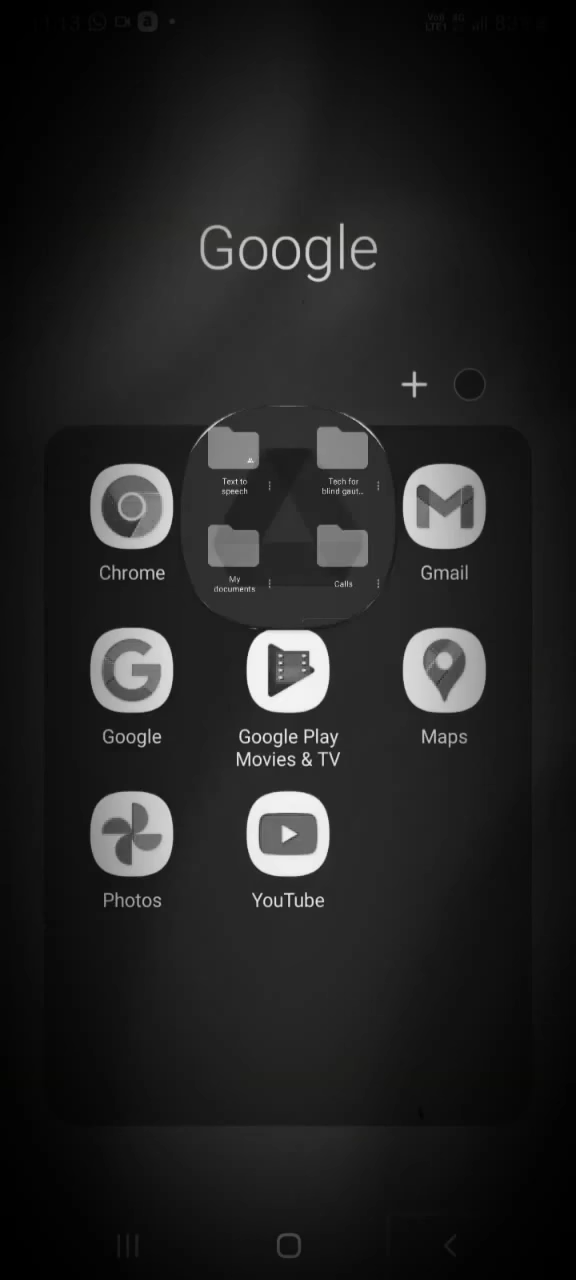 Google
Chrome
Text to
speech
Tech for
blind gaut...
My
documents
Calls
Gmail
Google
Google Play
Movies & TV
Maps
Photos
YouTube